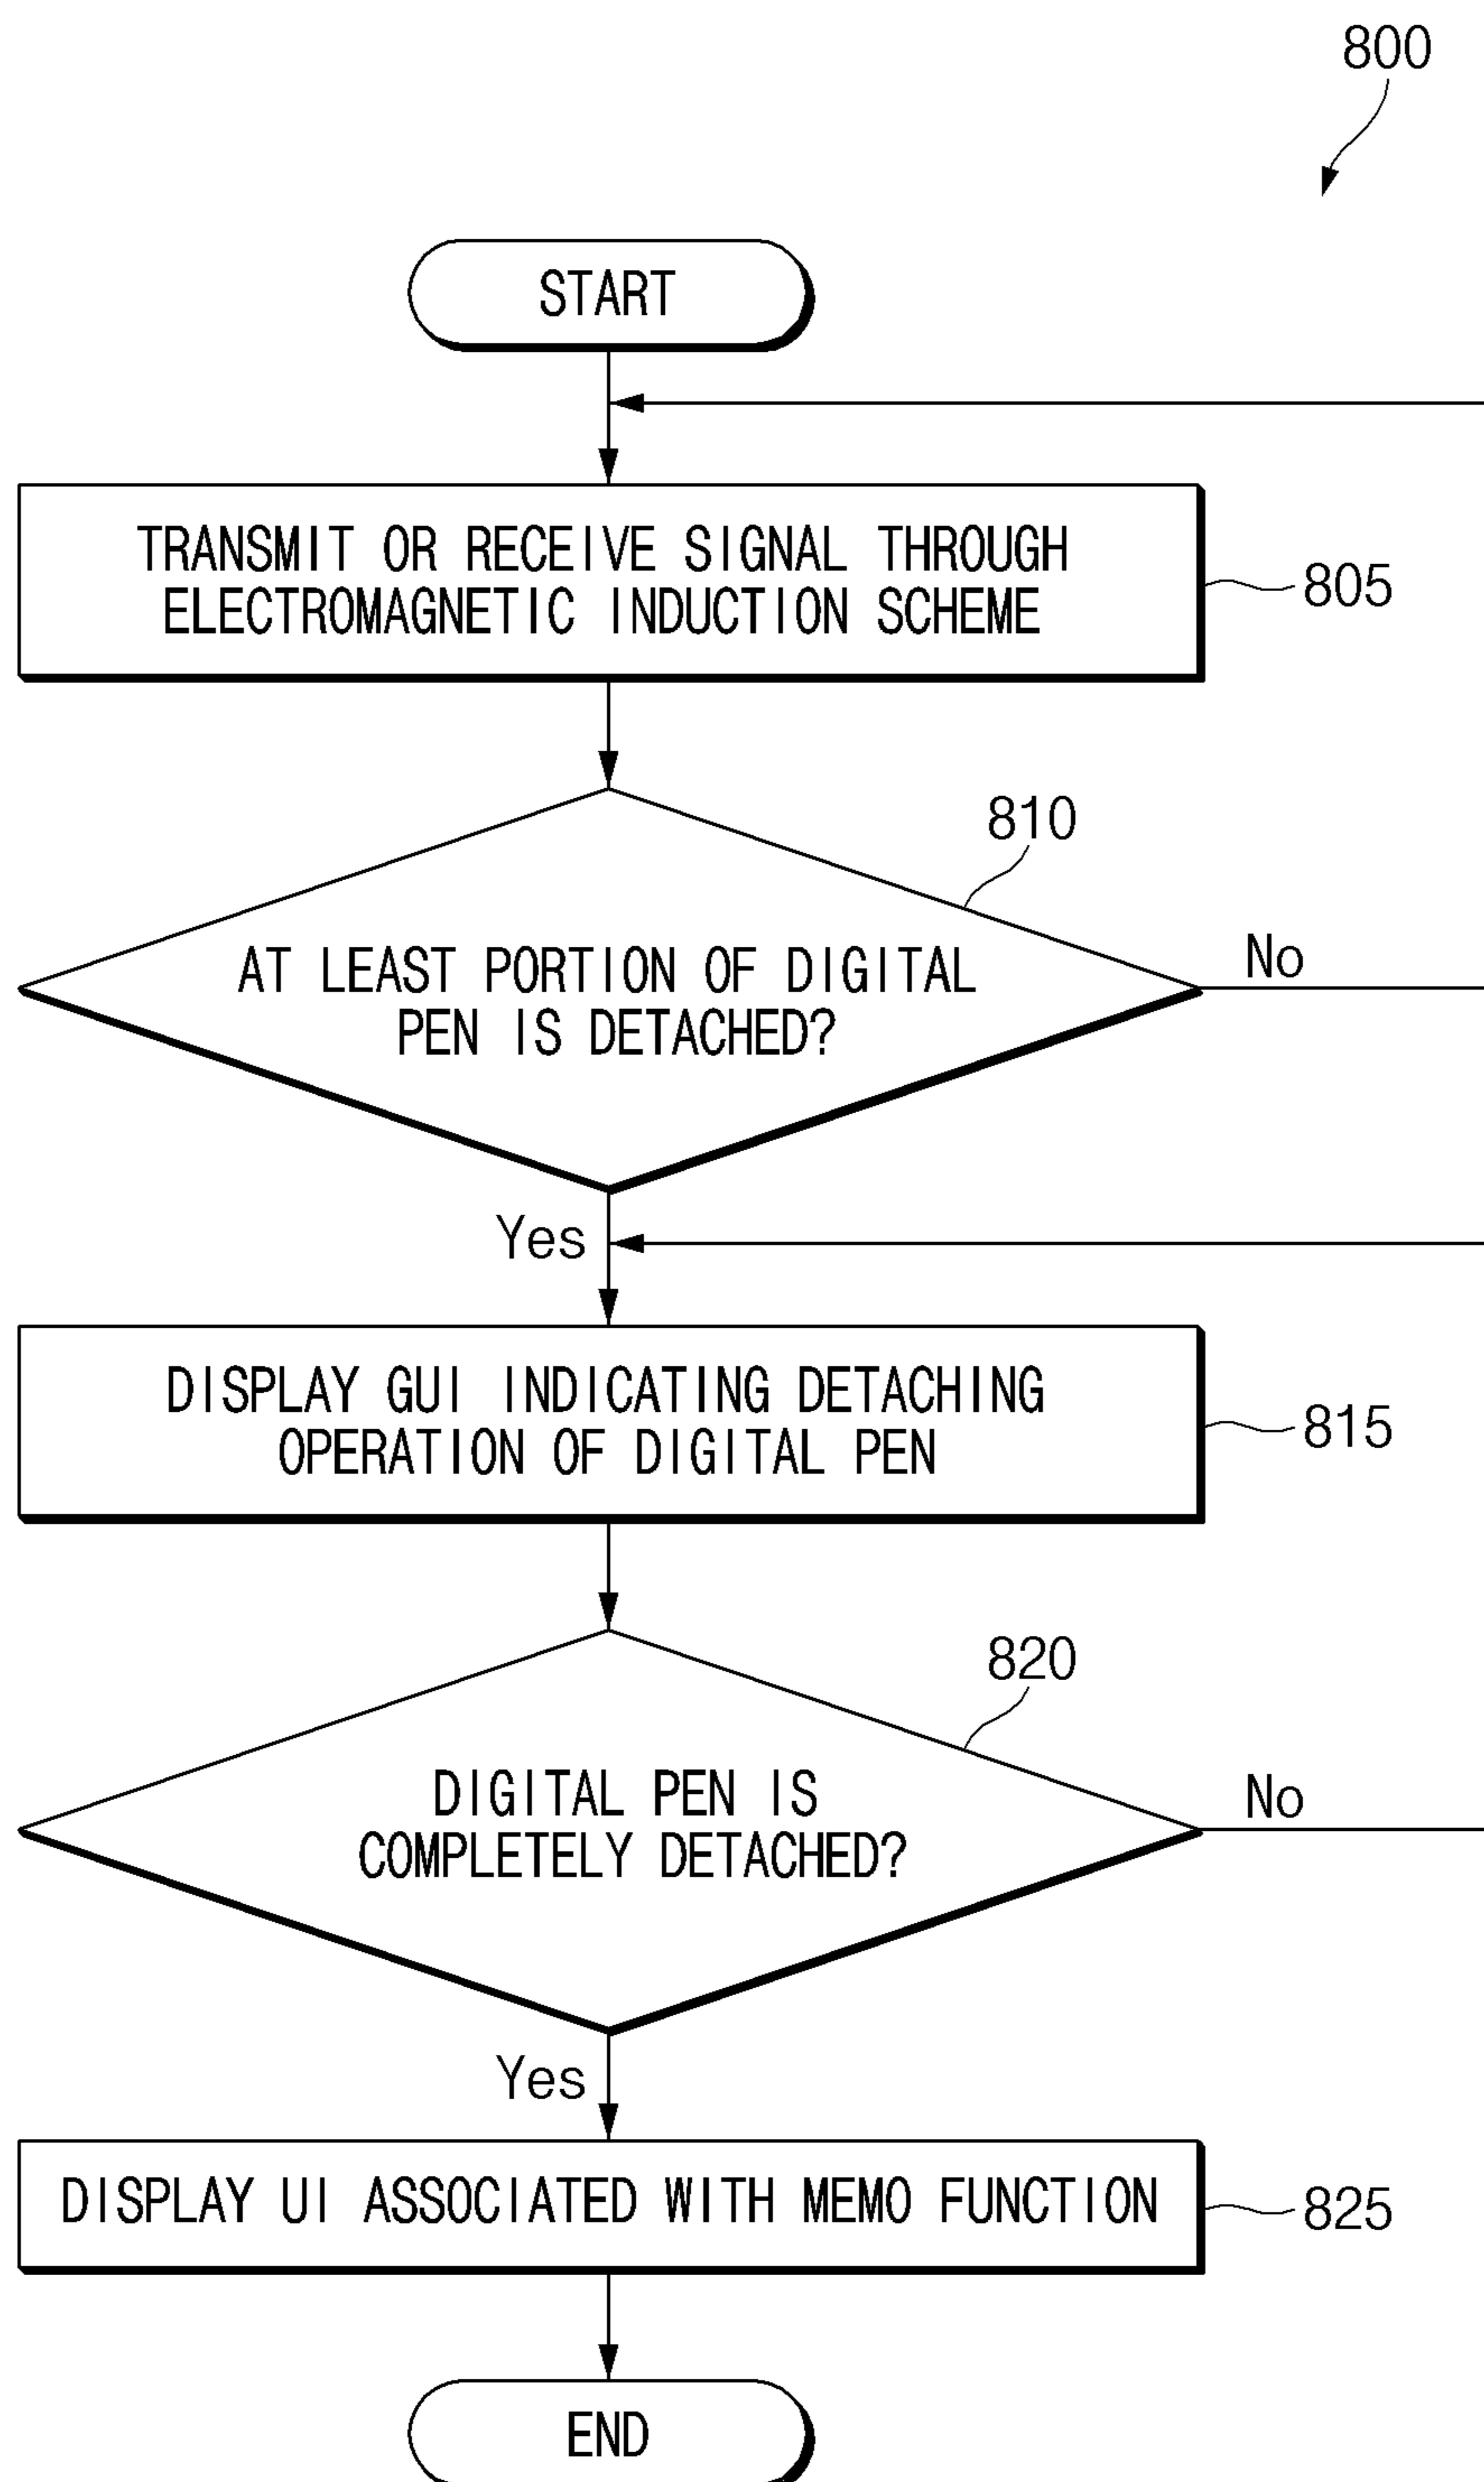 800
START
TRANSMIT OR RECEIVE SIGNAL THROUGH
ELECTROMAGNETIC INDUCTION SCHEME
805
810
AT LEAST PORTION OF DIGITAL
PEN IS DETACHED?
No
Yes
DISPLAY GUI INDICATING DETACHING
OPERATION OF DIGITAL PEN
815
820
DIGITAL PEN IS
COMPLETELY DETACHED?
No
Yes
DISPLAY UI ASSOCIATED WITH MEMO FUNCTION
825
END